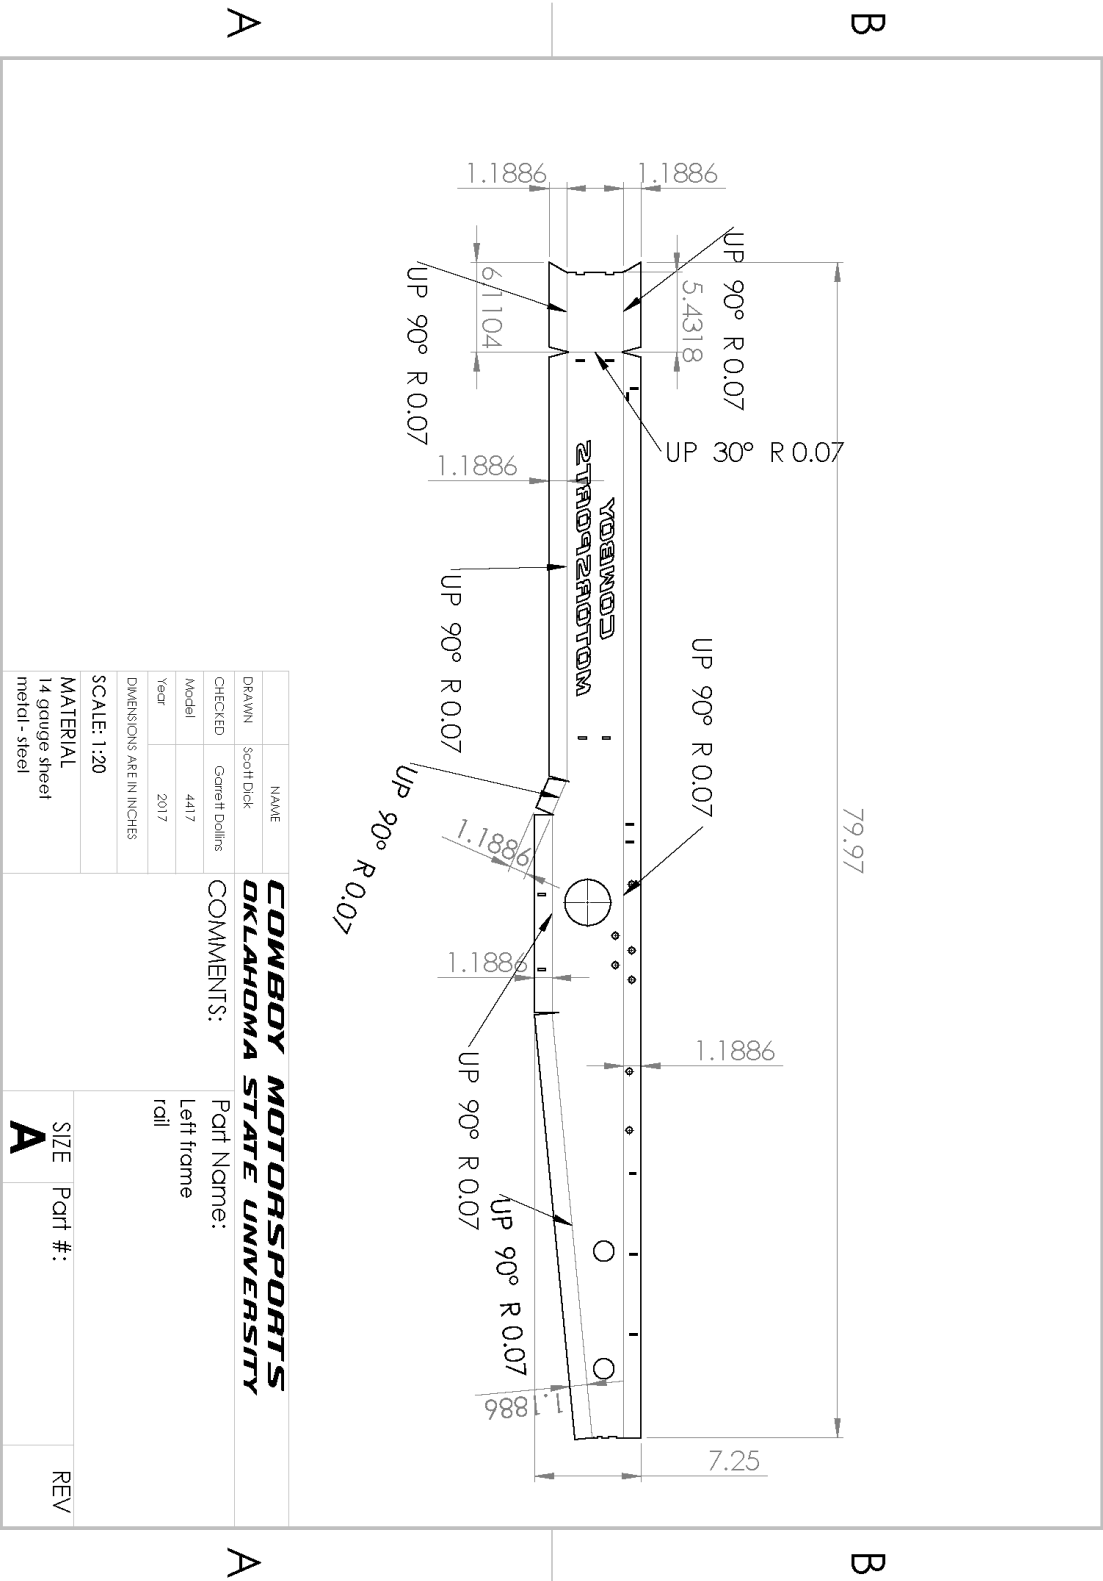 A
B
1.1886
1.1886
UP 90° R 0.07
5.4318
6.1104
UP 90° R 0.07
UP 30° R 0.07
1.1886
COWBOY
MOTORSPORTS
UP 90° R 0.07
UP 90° R 0.07
79.97
UP 90° R 0.07
1.1886
1.1886
1.1886
UP 90° R 0.07
UP 90° R 0.07
1.1886
7.25
NAME
DRAWN Scott Dick
CHECKED Garrett Dollins
Model 4417
Year 2017
DIMENSIONS ARE IN INCHES
SCALE: 1:20
MATERIAL
14 gauge sheet
metal - steel
COWBOY MOTORSPORTS
OKLAHOMA STATE UNIVERSITY
COMMENTS:
Part Name:
Left frame
rail
SIZE
A
Part #:
REV
A
B